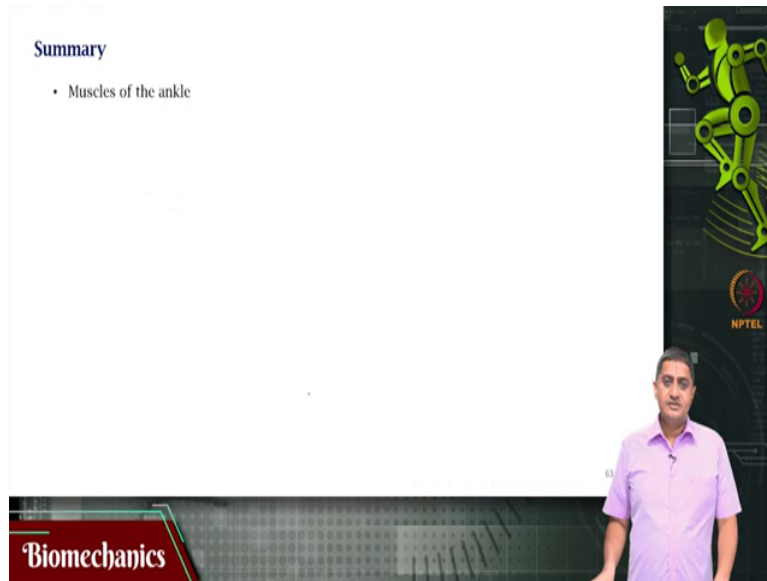 Summary
• Muscles of the ankle
NPTEL
63
Biomechanics